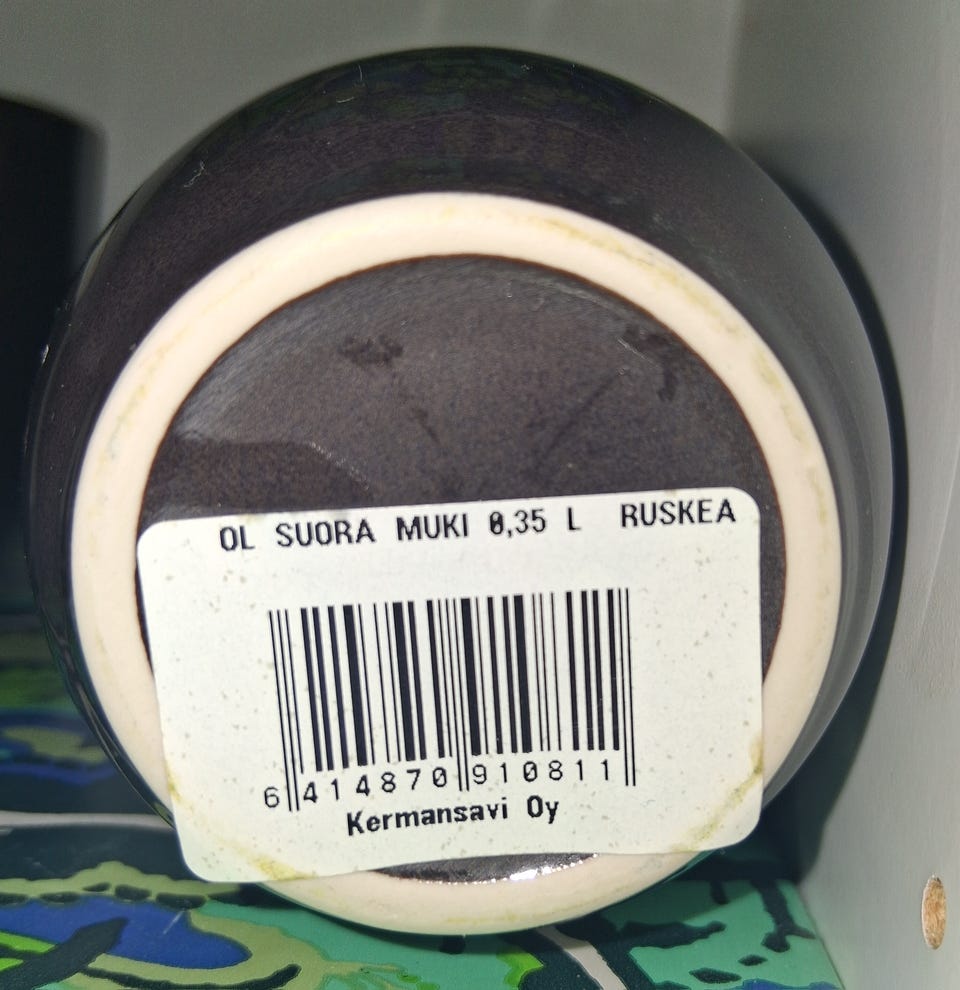 OL SUORA MUKI 0,35 L RUSKEA
6 414870 910811
Kermansavi Oy